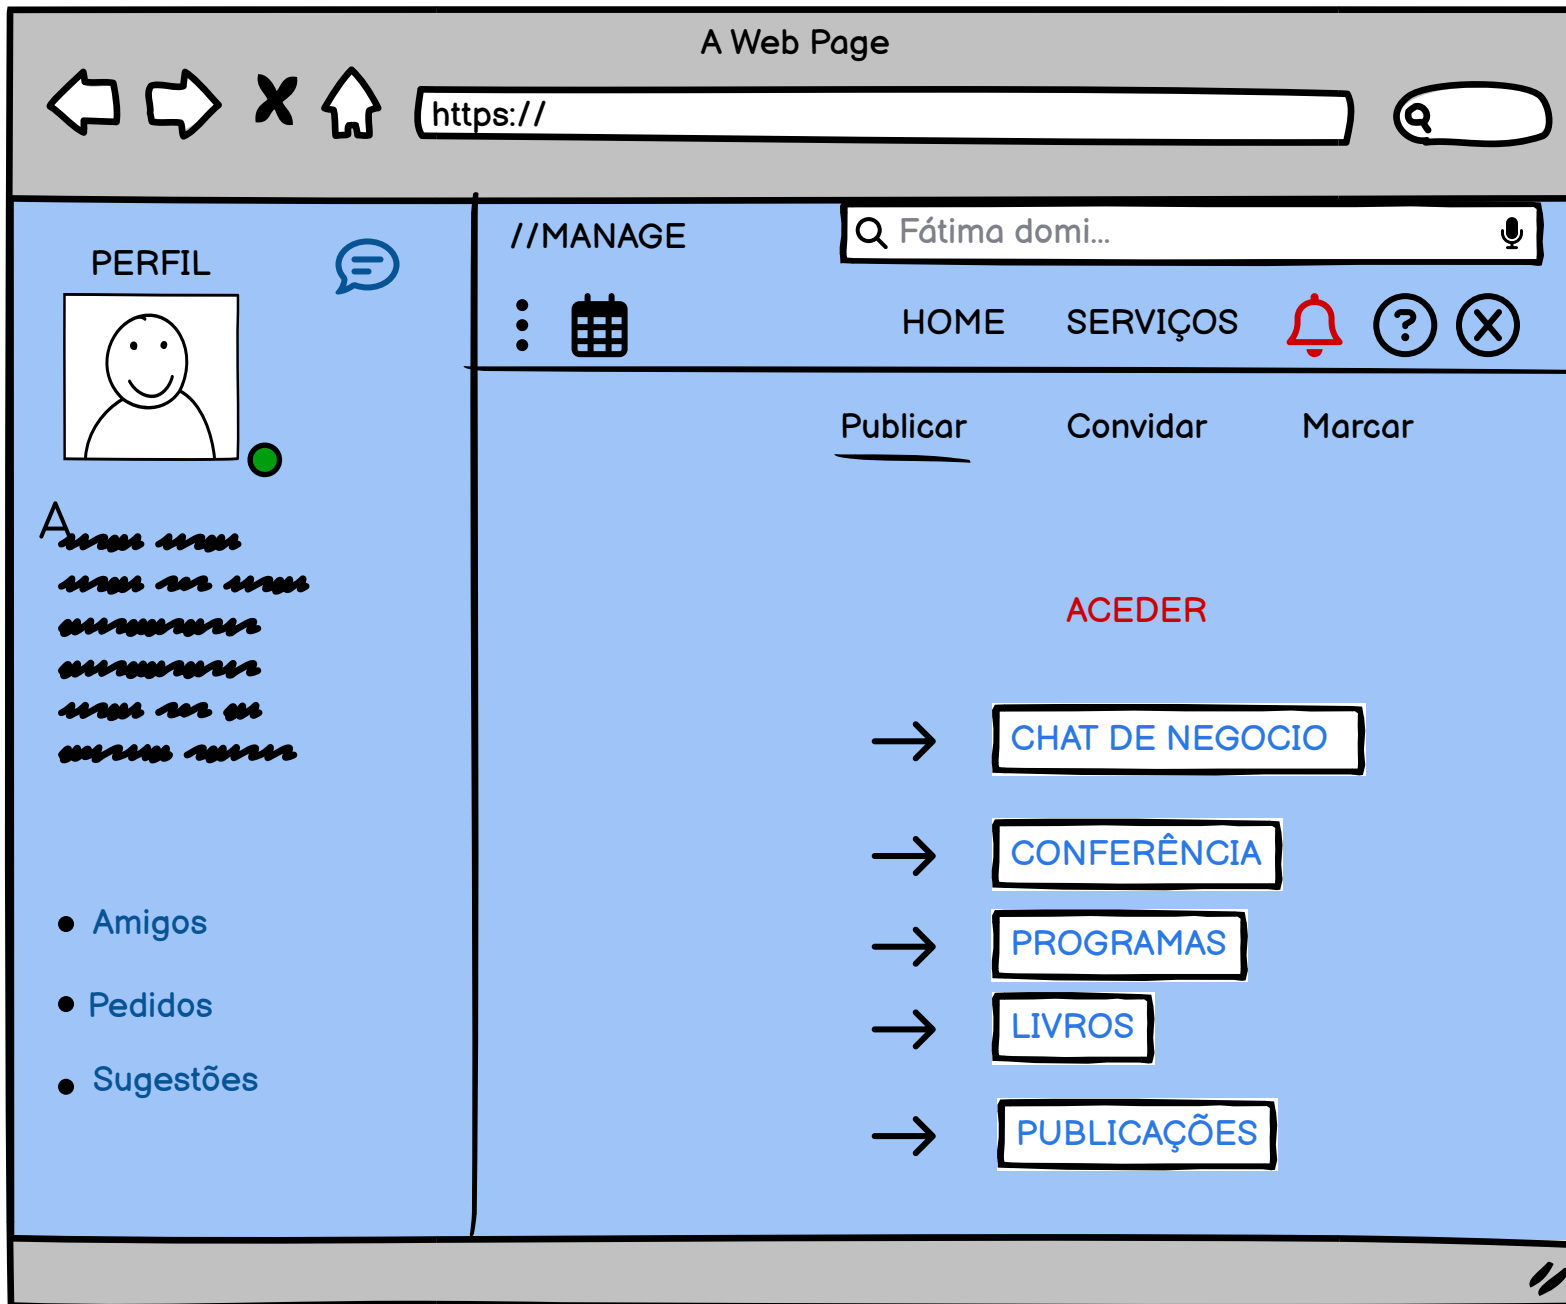 A Web Page
https://
PERFIL
//MANAGE
Fátima domi...
HOME SERVIÇOS
Publicar Convidar Marcar
A
ACEDER
CHAT DE NEGOCIO
CONFERÊNCIA
PROGRAMAS
LIVROS
PUBLICAÇÕES
Amigos
Pedidos
Sugestões